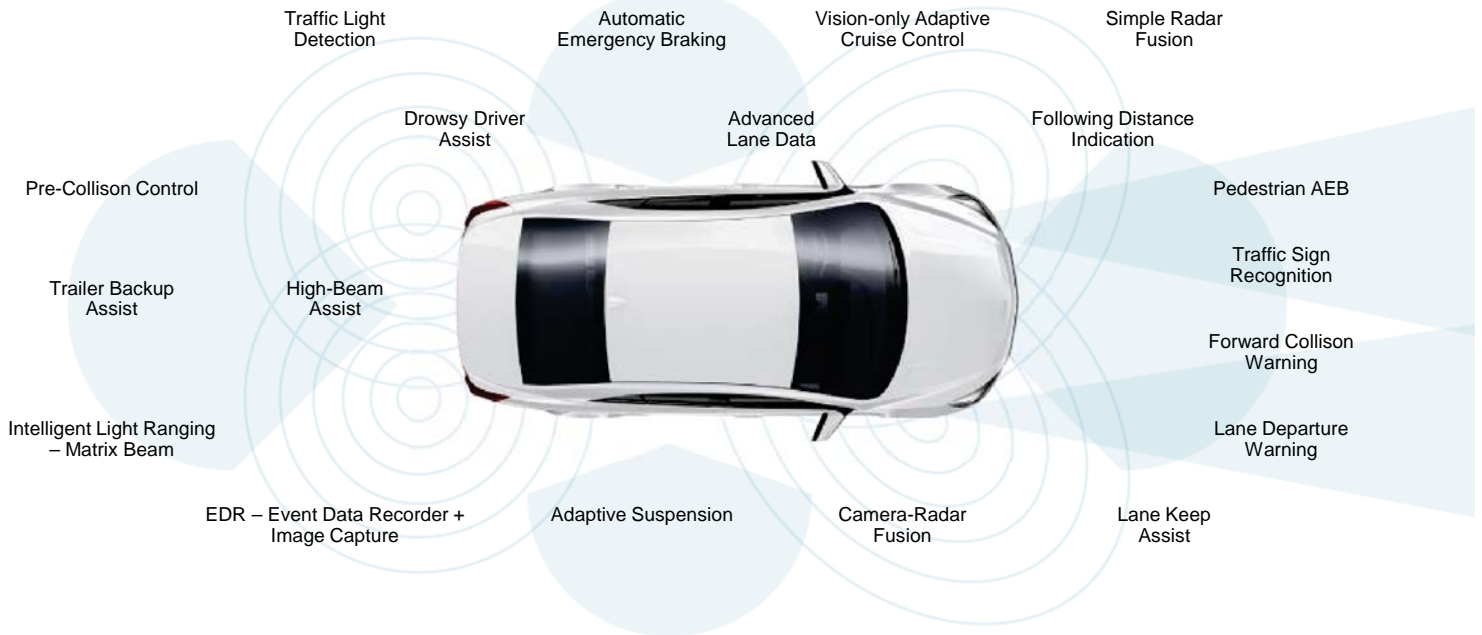 Traffic Light
Detection
Automatic
Emergency Braking
Vision-only Adaptive
Cruise Control
Simple Radar
Fusion
Drowsy Driver
Assist
Advanced
Lane Data
Following Distance
Indication
Pre-Collison Control
Pedestrian AEB
Trailer Backup
Assist
High-Beam
Assist
Traffic Sign
Recognition
Forward Collison
Warning
Intelligent Light Ranging
– Matrix Beam
Lane Departure
Warning
EDR – Event Data Recorder +
Image Capture
Adaptive Suspension
Camera-Radar
Fusion
Lane Keep
Assist